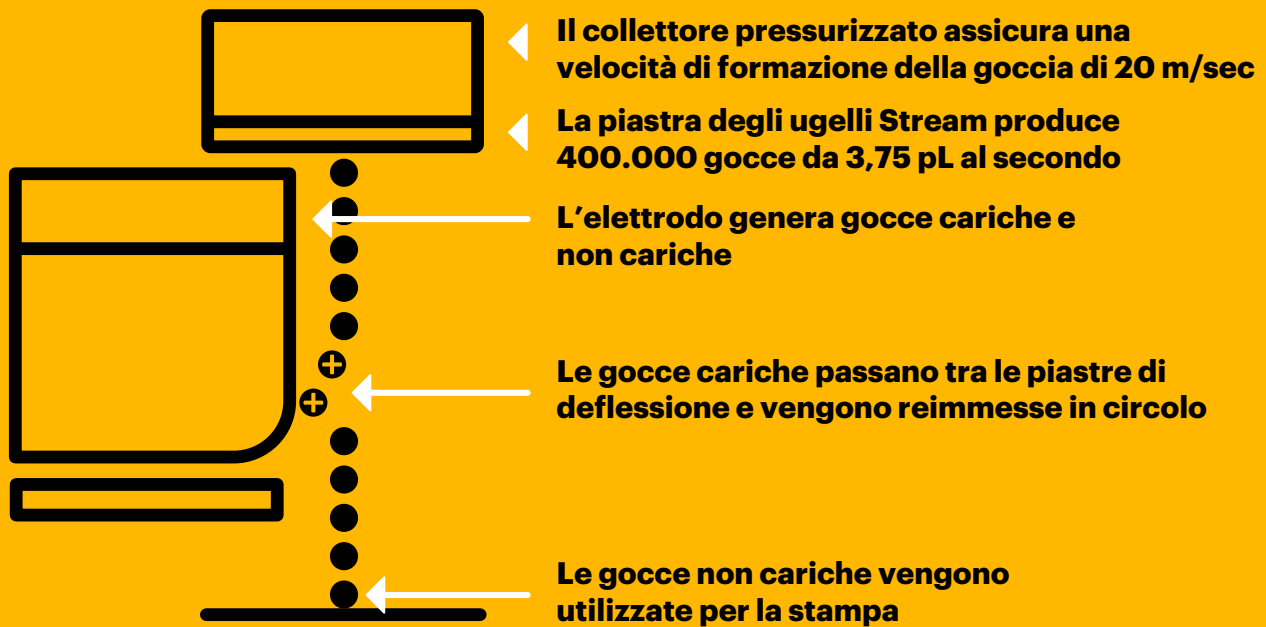 Il collettore pressurizzato assicura una
velocità di formazione della goccia di 20 m/sec
La piastra degli ugelli Stream produce
400.000 gocce da 3,75 pL al secondo
L’elettrodo genera gocce cariche e
non cariche
Le gocce cariche passano tra le piastre di
deflessione e vengono reimmesse in circolo
Le gocce non cariche vengono
utilizzate per la stampa